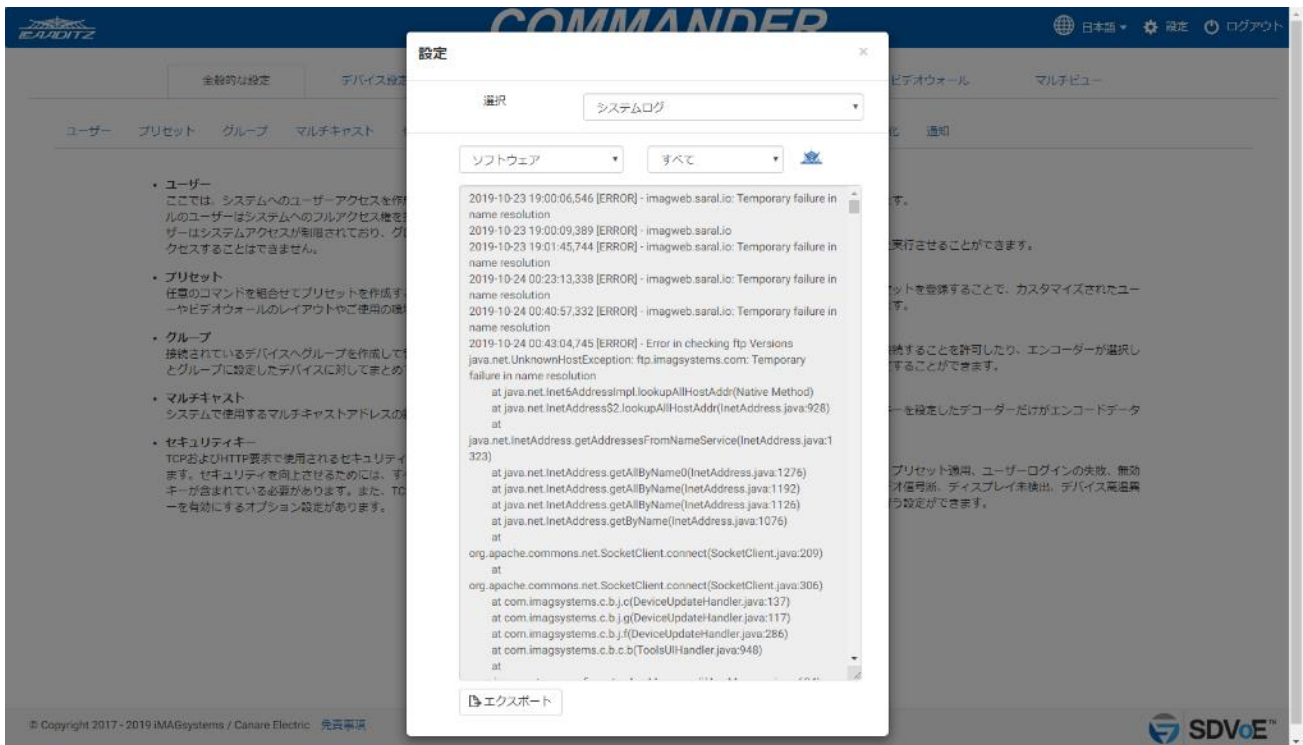 COMMANDER
日本語
設定
ログアウト
全般的な設定
デバイス設定
ビデオウォール
マルチビュー
ユーザー
プリセット
グループ
マルチキャスト
通知
• ユーザー
ここでは、システムへのユーザーアクセスを作
ルのユーザーはシステムへのフルアクセス権を
ザーはシステムアクセスが制限されており、グ
クセスすることはできません。
• プリセット
任意のコマンドを組合せてプリセットを作成す
ーやビデオウォールのレイアウトやご使用の環
• グループ
接続されているデバイスへグループを作成して
とグループに設定したデバイスに対してまとめ
• マルチキャスト
システムで使用するマルチキャストアドレスの
• セキュリティキー
TCPおよびHTTP要求で使用されるセキュリティ
ます。セキュリティを向上させるためには、す
キーが含まれている必要があります。また、TC
ーを有効にするオプション設定があります。
す。
実行させることができます。
セットを登録することで、カスタマイズされたユー
す。
続することを許可したり、エンコーダーが選択し
することができます。
キーを設定したデコーダーだけがエンコードデータ
プリセット適用、ユーザーログインの失敗、無効
オ信号断、ディスプレイ未検出、デバイス高温異
う設定ができます。
設定
×
選択
システムログ
ソフトウェア
すべて
2019-10-23 19:00:06,546 [ERROR] - imagweb.saral.io: Temporary failure in
name resolution
2019-10-23 19:00:09,389 [ERROR] - imagweb.saral.io
2019-10-23 19:01:45,744 [ERROR] - imagweb.saral.io: Temporary failure in
name resolution
2019-10-24 00:23:13,338 [ERROR] - imagweb.saral.io: Temporary failure in
name resolution
2019-10-24 00:40:57,332 [ERROR] - imagweb.saral.io: Temporary failure in
name resolution
2019-10-24 00:43:04,745 [ERROR] - Error in checking ftp Versions
java.net.UnknownHostException: ftp.imagsystems.com: Temporary
failure in name resolution
at java.net.Inet6AddressImpl.lookupAllHostAddr(Native Method)
at java.net.InetAddress$2.lookupAllHostAddr(InetAddress.java:928)
at
java.net.InetAddress.getAddressesFromNameService(InetAddress.java:1
323)
at java.net.InetAddress.getAllByName0(InetAddress.java:1276)
at java.net.InetAddress.getAllByName(InetAddress.java:1192)
at java.net.InetAddress.getAllByName(InetAddress.java:1126)
at java.net.InetAddress.getByName(InetAddress.java:1076)
at
org.apache.commons.net.SocketClient.connect(SocketClient.java:209)
at
org.apache.commons.net.SocketClient.connect(SocketClient.java:306)
at com.imagsystems.c.b.j.c(DeviceUpdateHandler.java:137)
at com.imagsystems.c.b.j.g(DeviceUpdateHandler.java:117)
at com.imagsystems.c.b.j.f(DeviceUpdateHandler.java:286)
at com.imagsystems.c.b.c.b(ToolsUIHandler.java:948)
at
エクスポート
© Copyright 2017 - 2019 iMAGsystems / Canare Electric 免責事項
SDVoE™